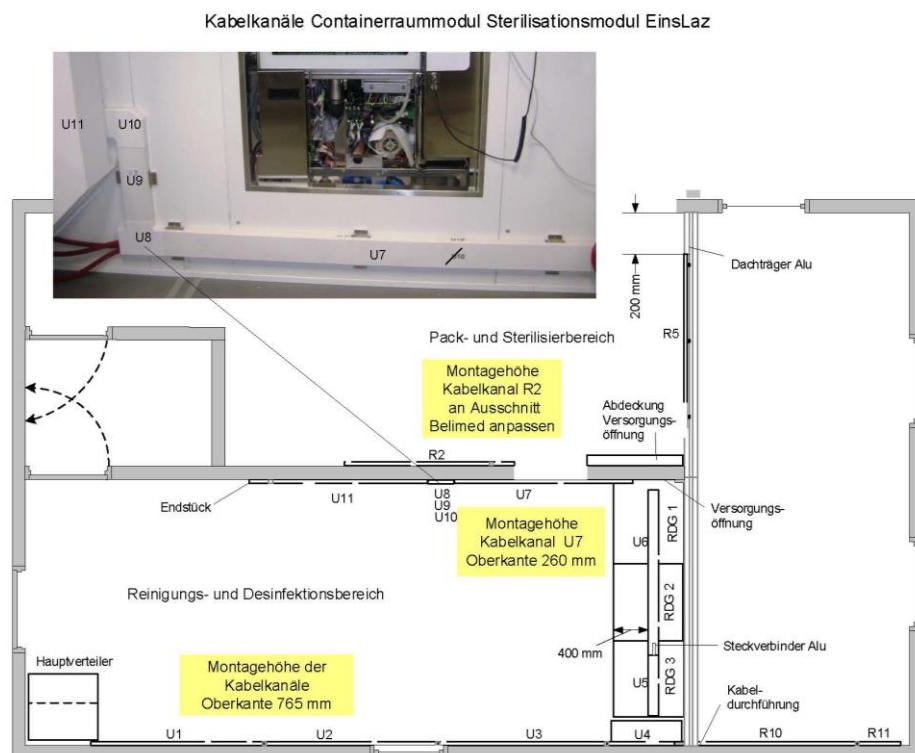 Kabelkanäle Containerraummodul Sterilisationsmodul EinsLaz
U11
U10
U9
U8
U7
U10
Dachträger Alu
200 mm
R5
Pack- und Sterilisierbereich
Montagehöhe
Kabelkanal R2
an Ausschnitt
Belimed anpassen
Abdeckung
Versorgungs-
öffnung
R2
Endstück
U11
U8
U9
U10
U7
Versorgungs-
öffnung
Montagehöhe
Kabelkanal U7
Oberkante 260 mm
U6
RDG 1
Reinigungs- und Desinfektionsbereich
RDG 2
400 mm
Steckverbinder Alu
Hauptverteiler
Montagehöhe der
Kabelkanäle
Oberkante 765 mm
U5
RDG 3
Kabel-
durchführung
U1
U2
U3
U4
R10
R11